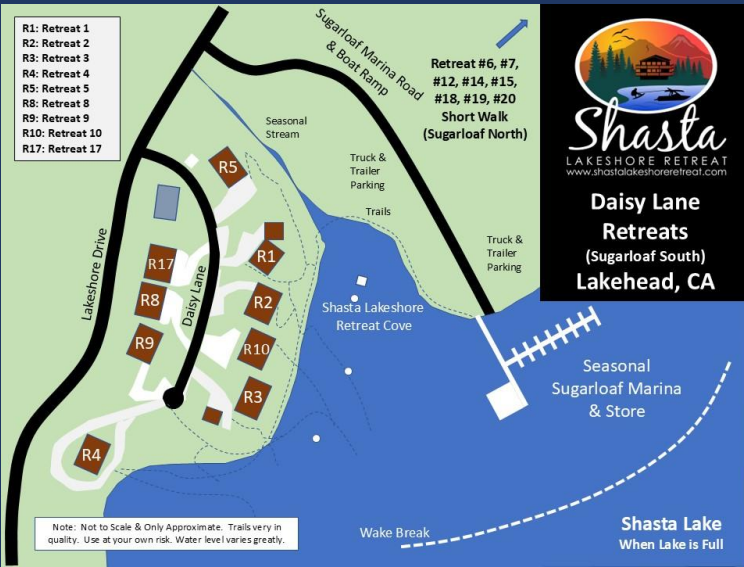 R1: Retreat 1
R2: Retreat 2
R3: Retreat 3
R4: Retreat 4
R5: Retreat 5
R8: Retreat 8
R9: Retreat 9
R10: Retreat 10
R17: Retreat 17
Sugarloaf Marina Road
& Boat Ramp
Retreat #6, #7,
#12, #14, #15,
#18, #19, #20
Short Walk
(Sugarloaf North)
Shasta
LAKESHORE RETREAT
www.shastalakeshoreretreat.com
Daisy Lane
Retreats
(Sugarloaf South)
Lakehead, CA
Seasonal
Stream
Truck &
Trailer
Parking
Trails
Truck &
Trailer
Parking
Lakeshore Drive
Daisy Lane
R5
R17
R1
R8
R2
R9
R10
R3
R4
Shasta Lakeshore
Retreat Cove
Seasonal
Sugarloaf Marina
& Store
Note: Not to Scale & Only Approximate. Trails very in
quality. Use at your own risk. Water level varies greatly.
Wake Break
Shasta Lake
When Lake is Full